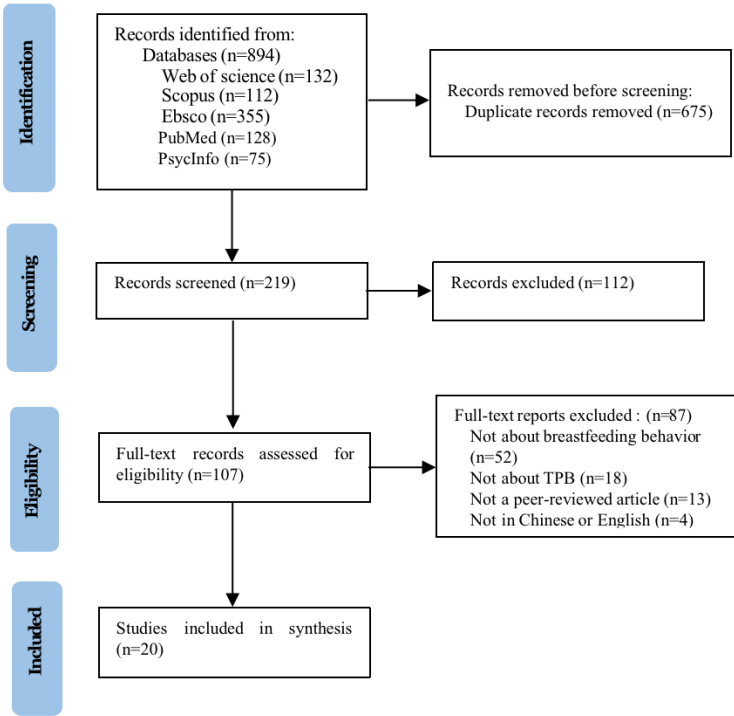 Identification
Records identified from:
Databases (n=894)
Web of science (n=132)
Scopus (n=112)
Ebsco (n=355)
PubMed (n=128)
PsycInfo (n=75)
Records removed before screening:
Duplicate records removed (n=675)
Screening
Records screened (n=219)
Records excluded (n=112)
Eligibility
Full-text records assessed for
eligibility (n=107)
Full-text reports excluded : (n=87)
Not about breastfeeding behavior
(n=52)
Not about TPB (n=18)
Not a peer-reviewed article (n=13)
Not in Chinese or English (n=4)
Included
Studies included in synthesis
(n=20)